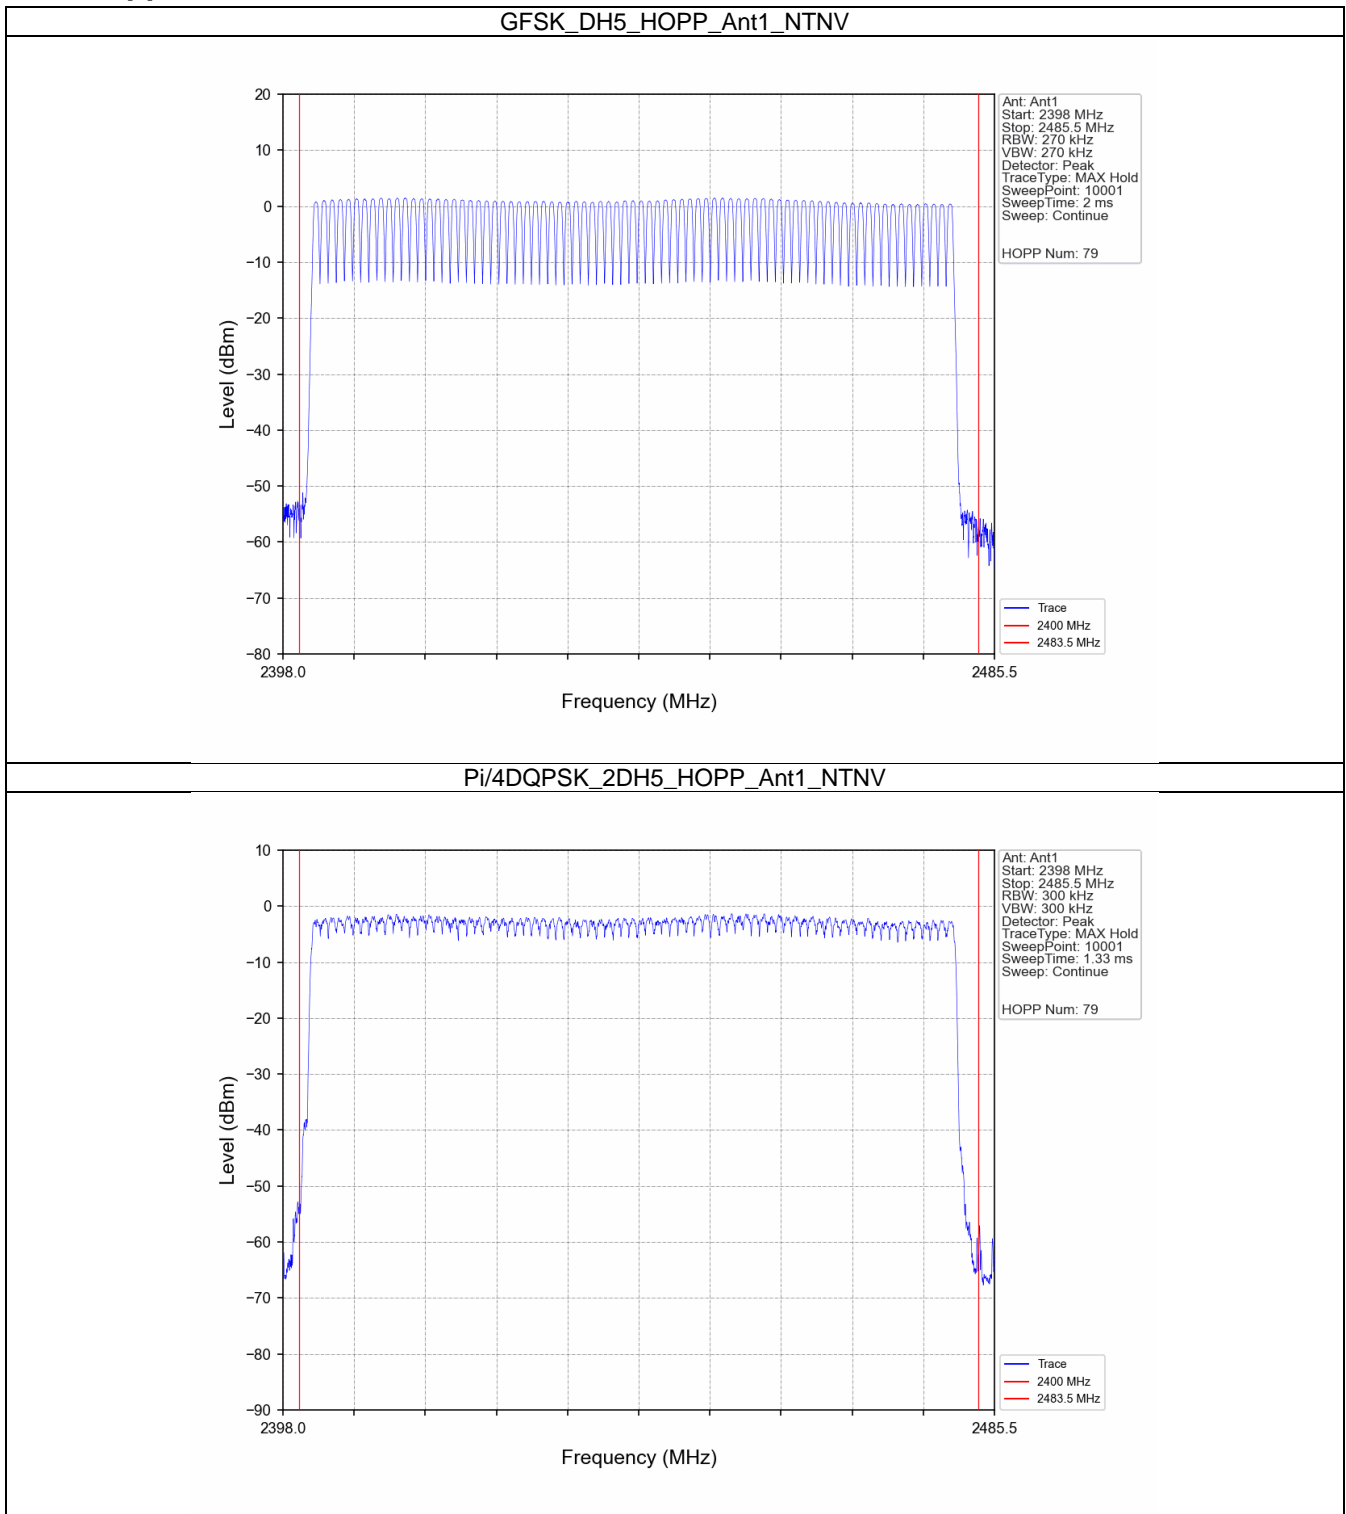 GFSK_DH5_HOPP_Ant1_NTNV
20
10
0
−10
−20
−30
−40
−50
−60
−70
−80
Level (dBm)
2398.0
2485.5
Frequency (MHz)
Ant: Ant1
Start: 2398 MHz
Stop: 2485.5 MHz
RBW: 270 kHz
VBW: 270 kHz
Detector: Peak
TraceType: MAX Hold
SweepPoint: 10001
SweepTime: 2 ms
Sweep: Continue
HOPP Num: 79
Trace
2400 MHz
2483.5 MHz
Pi/4DQPSK_2DH5_HOPP_Ant1_NTNV
10
0
−10
−20
−30
−40
−50
−60
−70
−80
−90
Level (dBm)
2398.0
2485.5
Frequency (MHz)
Ant: Ant1
Start: 2398 MHz
Stop: 2485.5 MHz
RBW: 300 kHz
VBW: 300 kHz
Detector: Peak
TraceType: MAX Hold
SweepPoint: 10001
SweepTime: 1.33 ms
Sweep: Continue
HOPP Num: 79
Trace
2400 MHz
2483.5 MHz